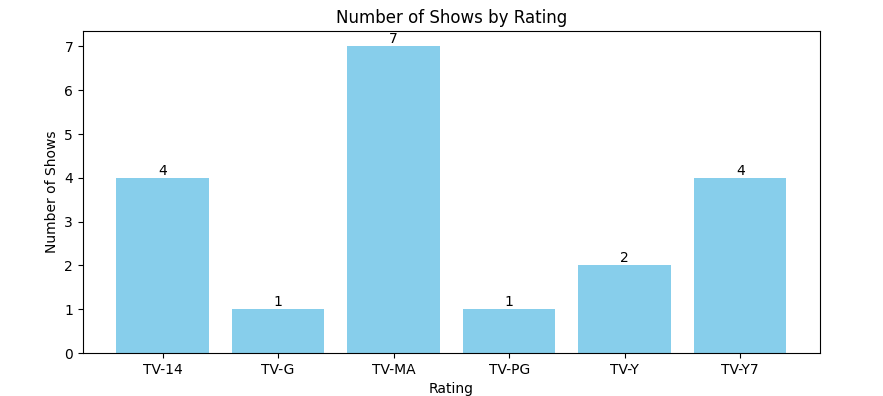 Number of Shows by Rating
Number of Shows
7
6
5
4
3
2
1
0
4
1
7
1
2
4
TV-14
TV-G
TV-MA
TV-PG
TV-Y
TV-Y7
Rating